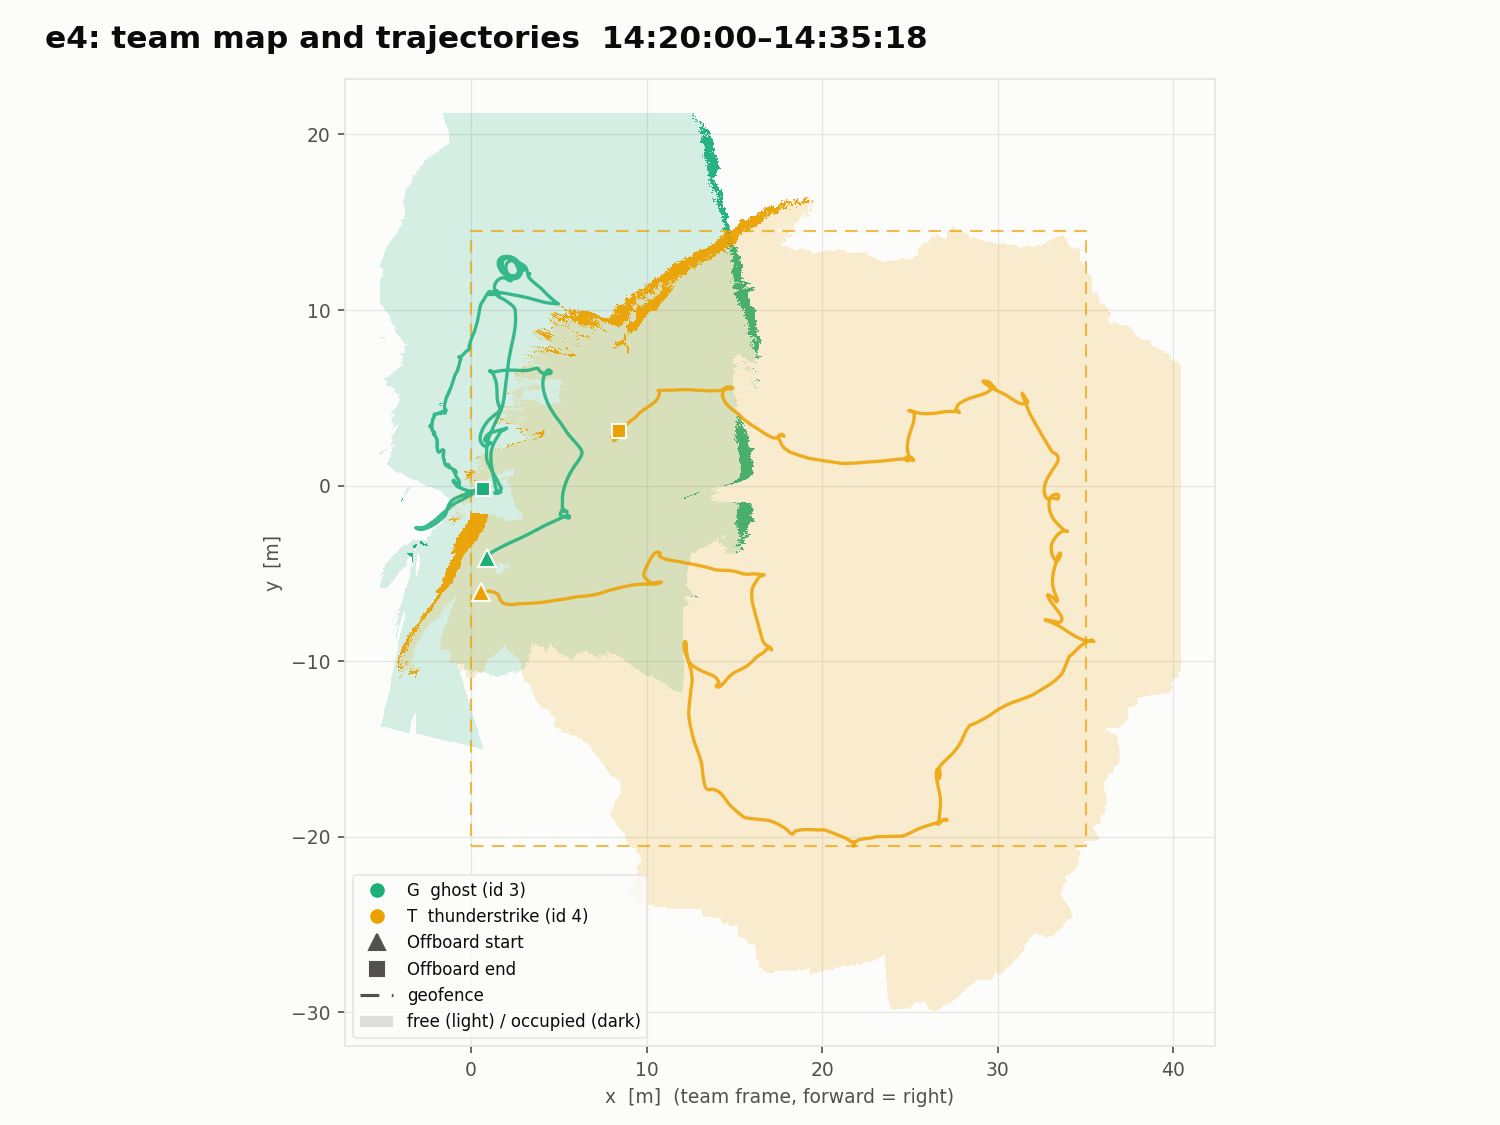 e4: team map and trajectories  14:20:00–14:35:18
20
10
0
−10
−20
−30
y [m]
G ghost (id 3)
T thunderstrike (id 4)
Offboard start
Offboard end
geofence
free (light) / occupied (dark)
0 10 20 30 40
x [m] (team frame, forward = right)